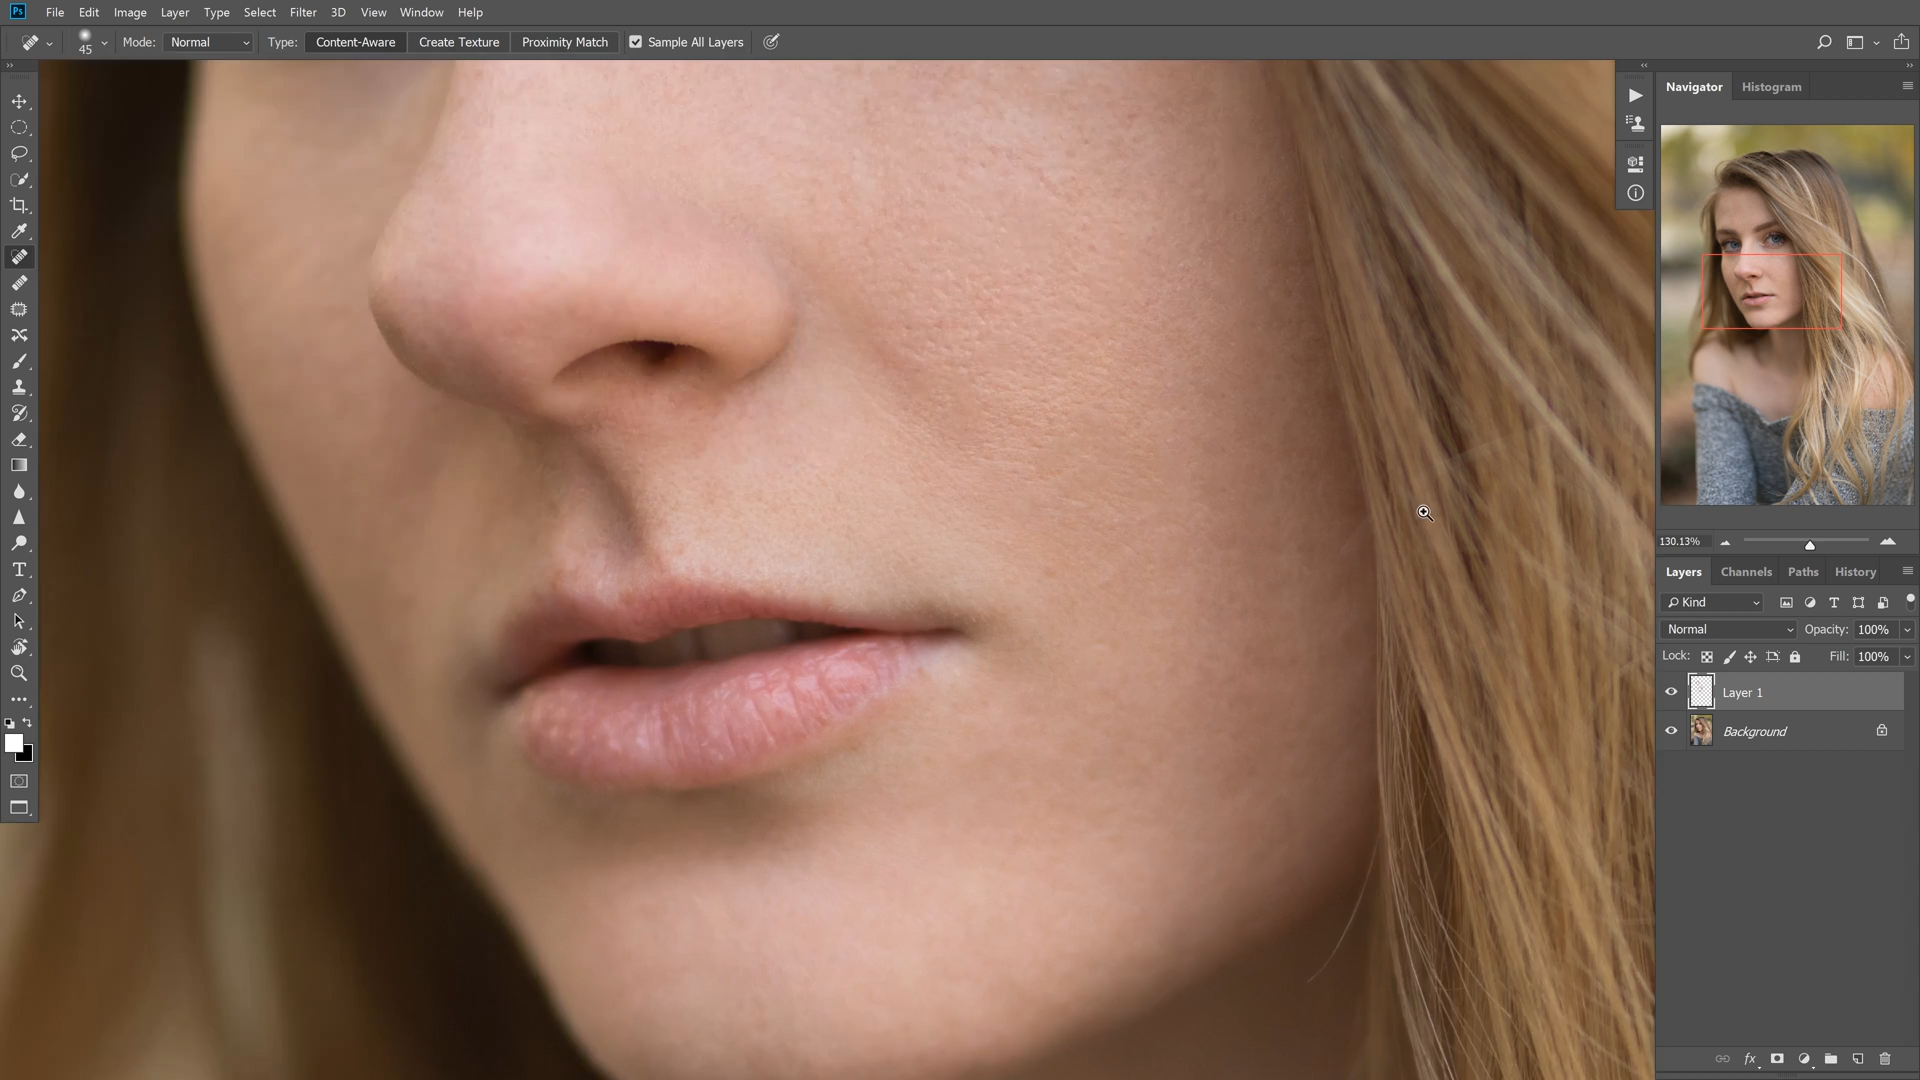 Ps File Edit Image Layer Type Select Filter 3D View Window Help
45 Mode: Normal Type: Content-Aware Create Texture Proximity Match Sample All Layers
Navigator Histogram
130.13%
Layers Channels Paths History
Kind
Normal Opacity: 100%
Lock: Fill: 100%
Layer 1
Background
fx